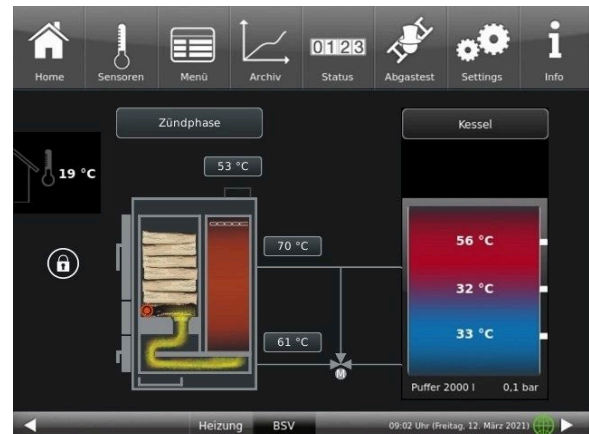 Home Sensoren Menü Archiv 0123 Status Abgastest Settings Info
Zündphase
Kessel
53 °C
19 °C
70 °C
56 °C
32 °C
61 °C
33 °C
M
Puffer 2000 l 0,1 bar
Heizung BSV 09:02 Uhr (Freitag, 12. März 2021)